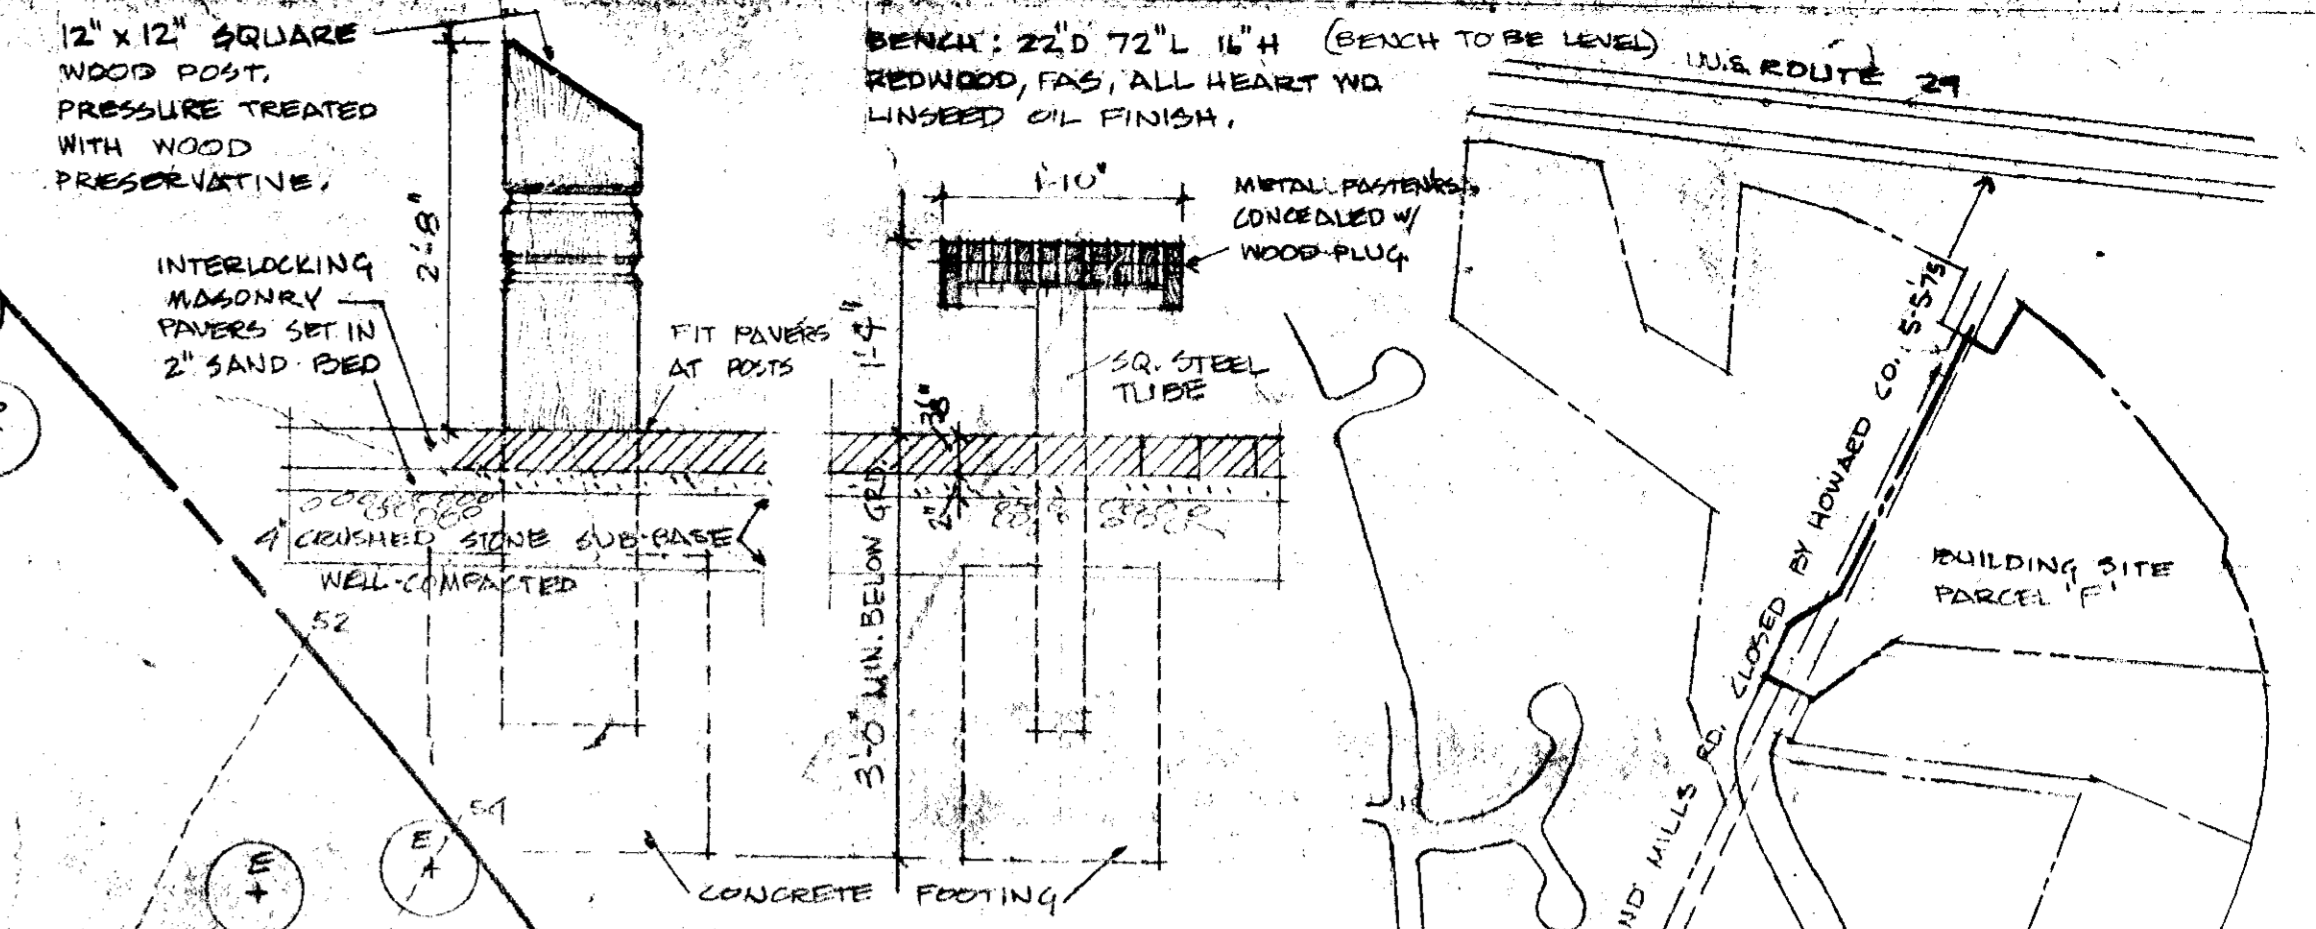 12" x 12" SQUARE
WOOD POST.
PRESSURE TREATED
WITH WOOD
PRESERVATIVE.
2'-8"
INTERLOCKING
MASONRY
PAVERS SET IN
2" SAND BED
FIT PAVERS
AT POSTS
4" CRUSHED STONE SUB-BASE
WELL-COMPACTED
52
54
E
E
BENCH: 22"D 72"L 16"H (BENCH TO BE LEVEL)
REDWOOD, FAS, ALL HEART WD.
LINSEED OIL FINISH.
1'-10"
METAL FASTENERS
CONCEALED W/
WOOD PLUG
1'-4"
SQ. STEEL
TUBE
2"
3'-0" MIN. BELOW GRD.
CONCRETE FOOTING
U.S. ROUTE 29
MILLS RD. CLOSED BY HOWARD CO. 5-5-75
BUILDING SITE
PARCEL 'F'